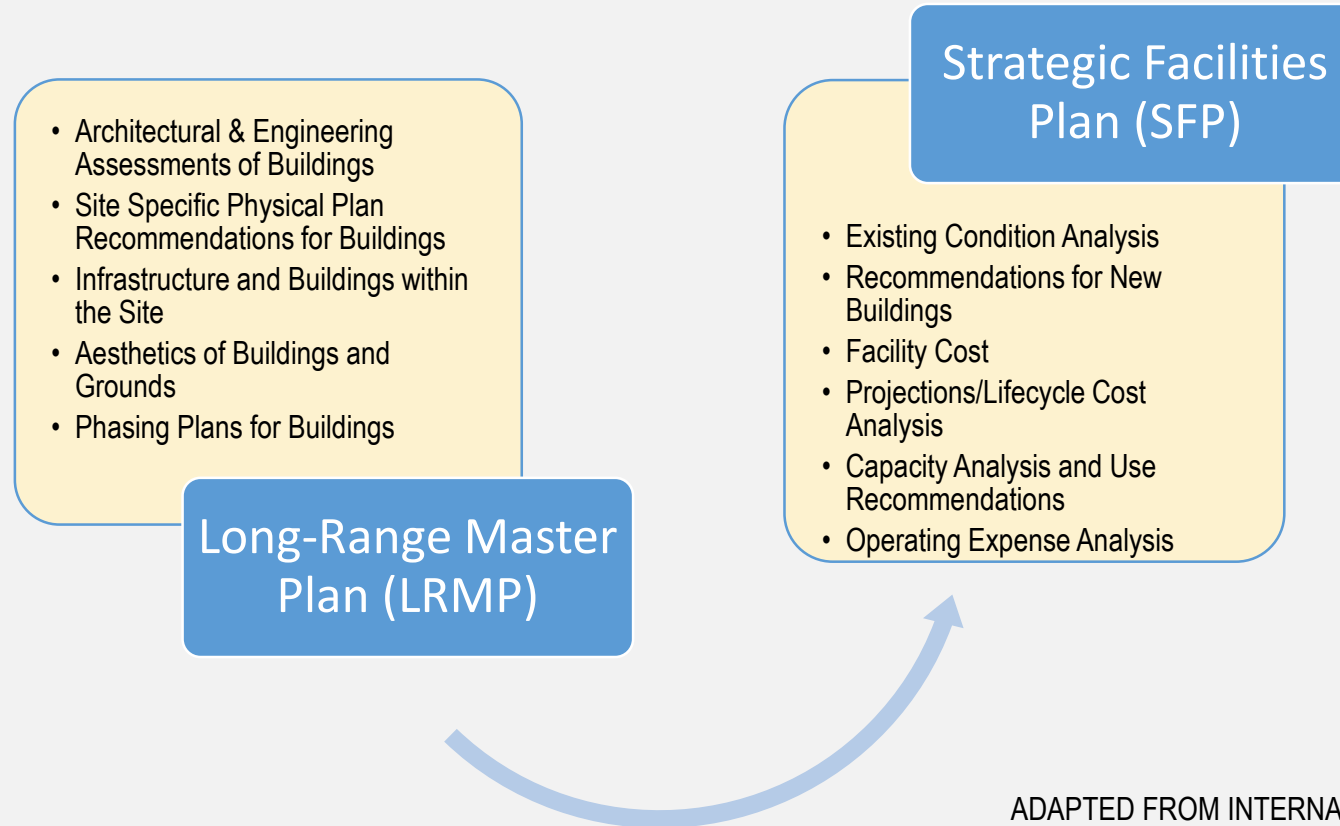 • Architectural & Engineering
Assessments of Buildings
• Site Specific Physical Plan
Recommendations for Buildings
• Infrastructure and Buildings within
the Site
• Aesthetics of Buildings and
Grounds
• Phasing Plans for Buildings
Long-Range Master
Plan (LRMP)
Strategic Facilities
Plan (SFP)
• Existing Condition Analysis
• Recommendations for New
Buildings
• Facility Cost
• Projections/Lifecycle Cost
Analysis
• Capacity Analysis and Use
Recommendations
• Operating Expense Analysis
ADAPTED FROM INTERNA